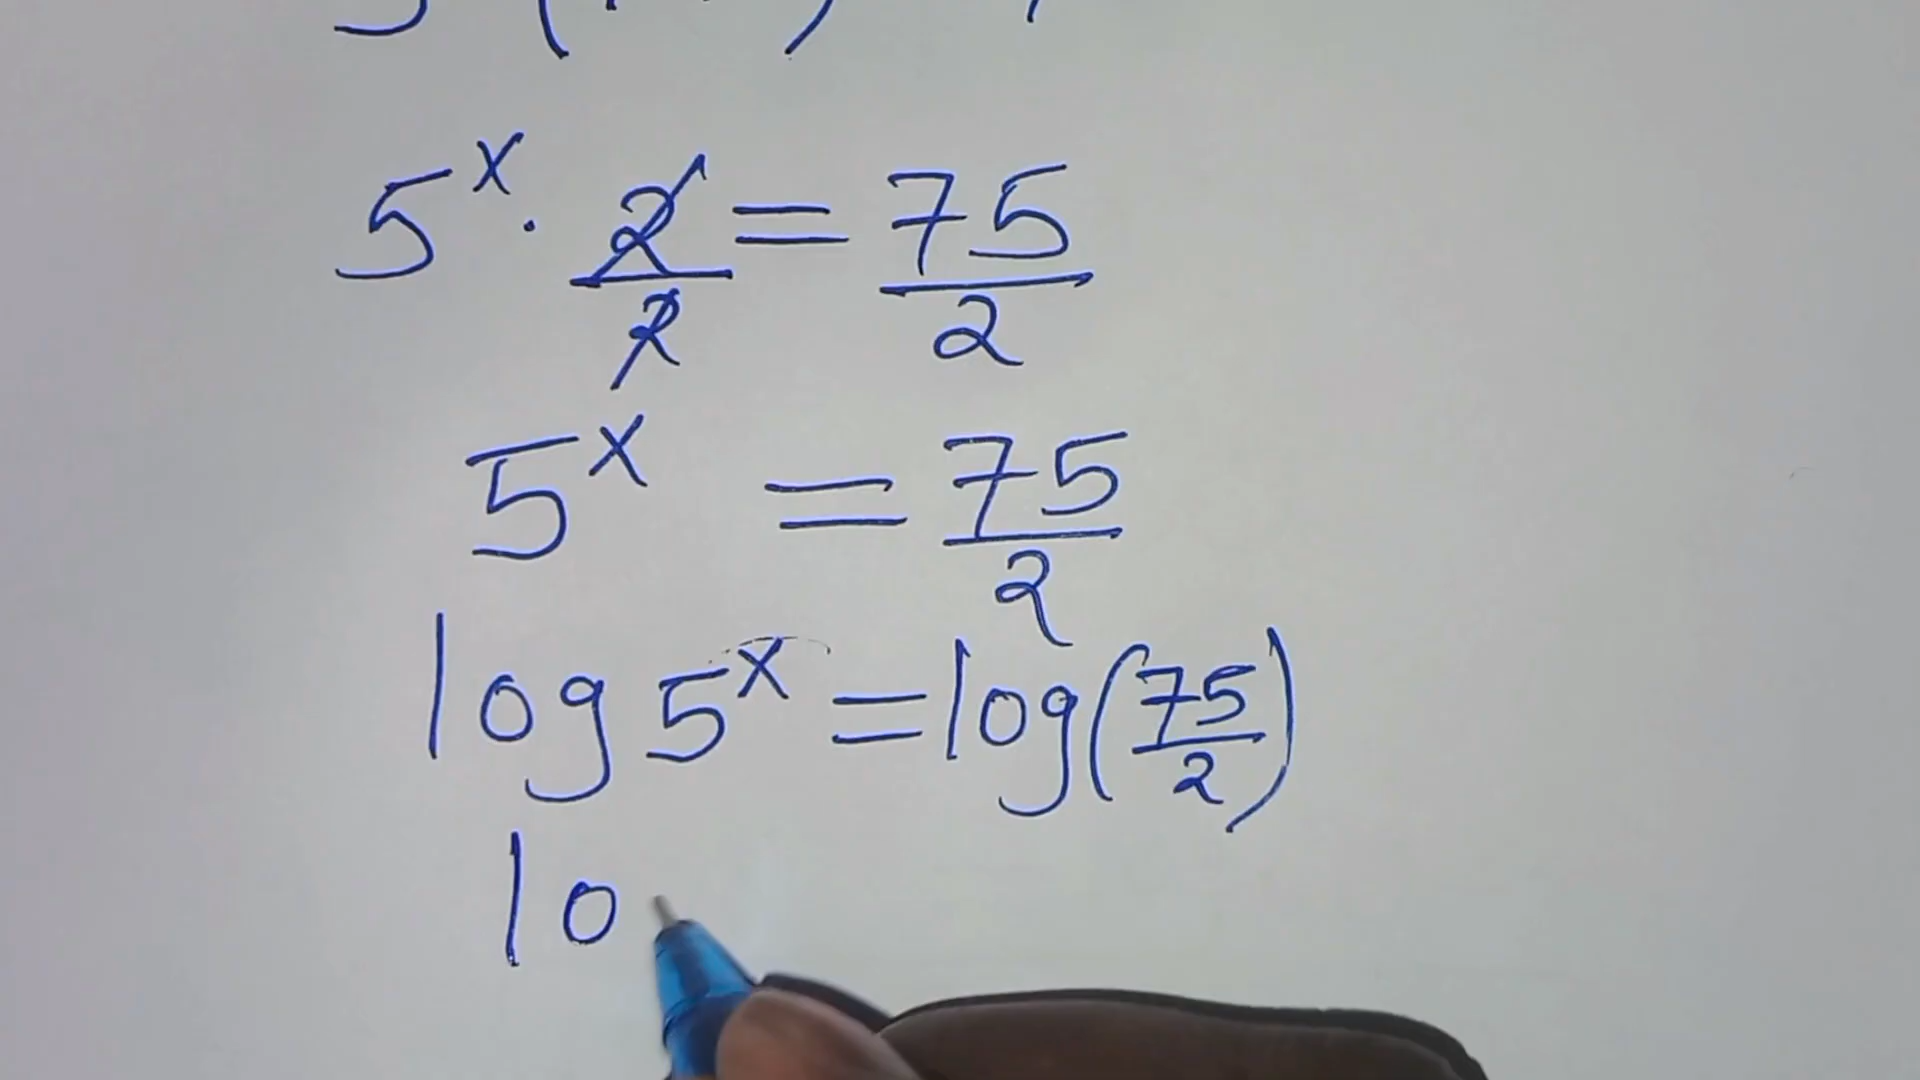 5^x · 2/2 = 75/2
5^x = 75/2
log 5^x = log(75/2)
lo